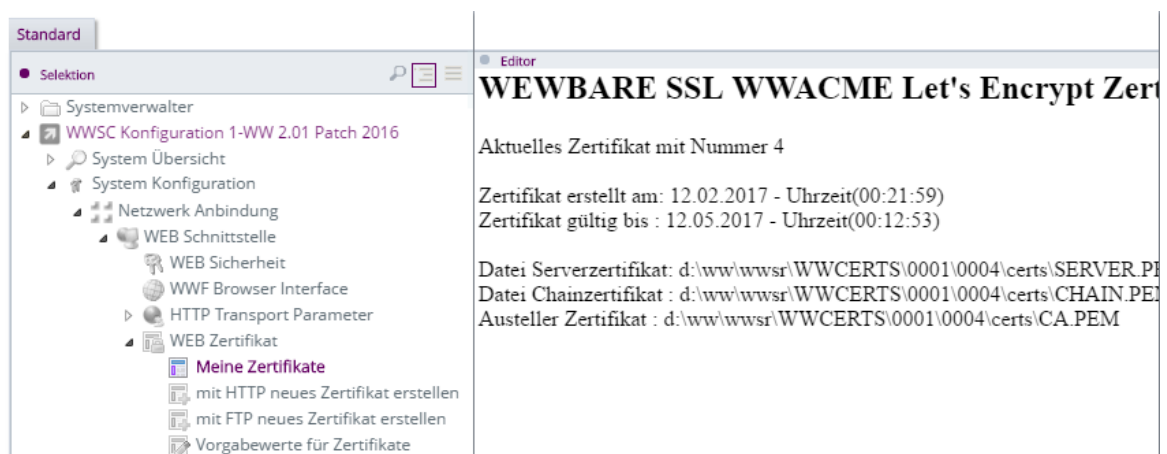 Standard
Selektion
Systemverwalter
WWSC Konfiguration 1-WW 2.01 Patch 2016
System Übersicht
System Konfiguration
Netzwerk Anbindung
WEB Schnittstelle
WEB Sicherheit
WWF Browser Interface
HTTP Transport Parameter
WEB Zertifikat
Meine Zertifikate
mit HTTP neues Zertifikat erstellen
mit FTP neues Zertifikat erstellen
Vorgabewerte für Zertifikate
Editor
WEWBARE SSL WWACME Let's Encrypt Zert
Aktuelles Zertifikat mit Nummer 4
Zertifikat erstellt am: 12.02.2017 - Uhrzeit(00:21:59)
Zertifikat gültig bis : 12.05.2017 - Uhrzeit(00:12:53)
Datei Serverzertifikat: d:\ww\wwsr\WWCERTS\0001\0004\certs\SERVER.PE
Datei Chainzertifikat : d:\ww\wwsr\WWCERTS\0001\0004\certs\CHAIN.PEM
Austeller Zertifikat : d:\ww\wwsr\WWCERTS\0001\0004\certs\CA.PEM